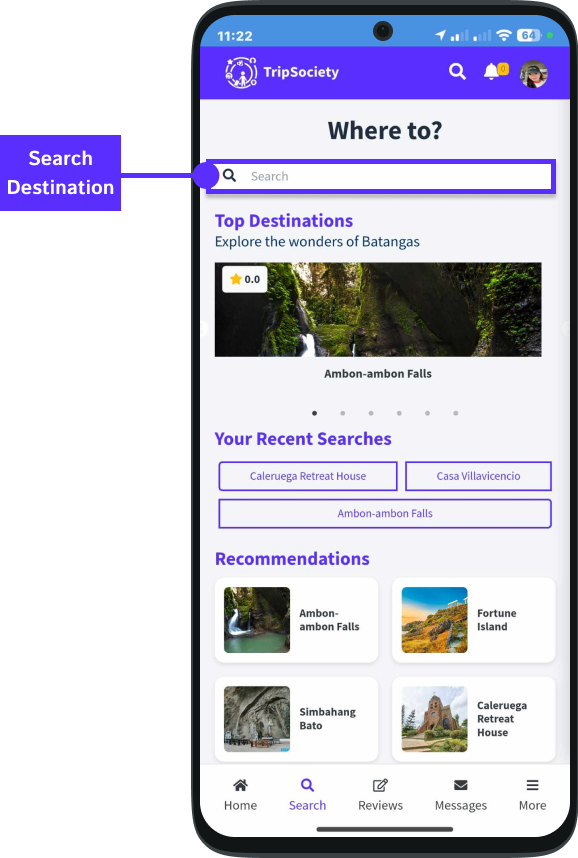 11:22
64
TripSociety
0
Where to?
Search
Destination
Search
Top Destinations
Explore the wonders of Batangas
0.0
Ambon-ambon Falls
Your Recent Searches
Caleruega Retreat House
Casa Villavicencio
Ambon-ambon Falls
Recommendations
Ambon-
ambon Falls
Fortune
Island
Simbahang
Bato
Caleruega
Retreat
House
Home
Search
Reviews
Messages
More